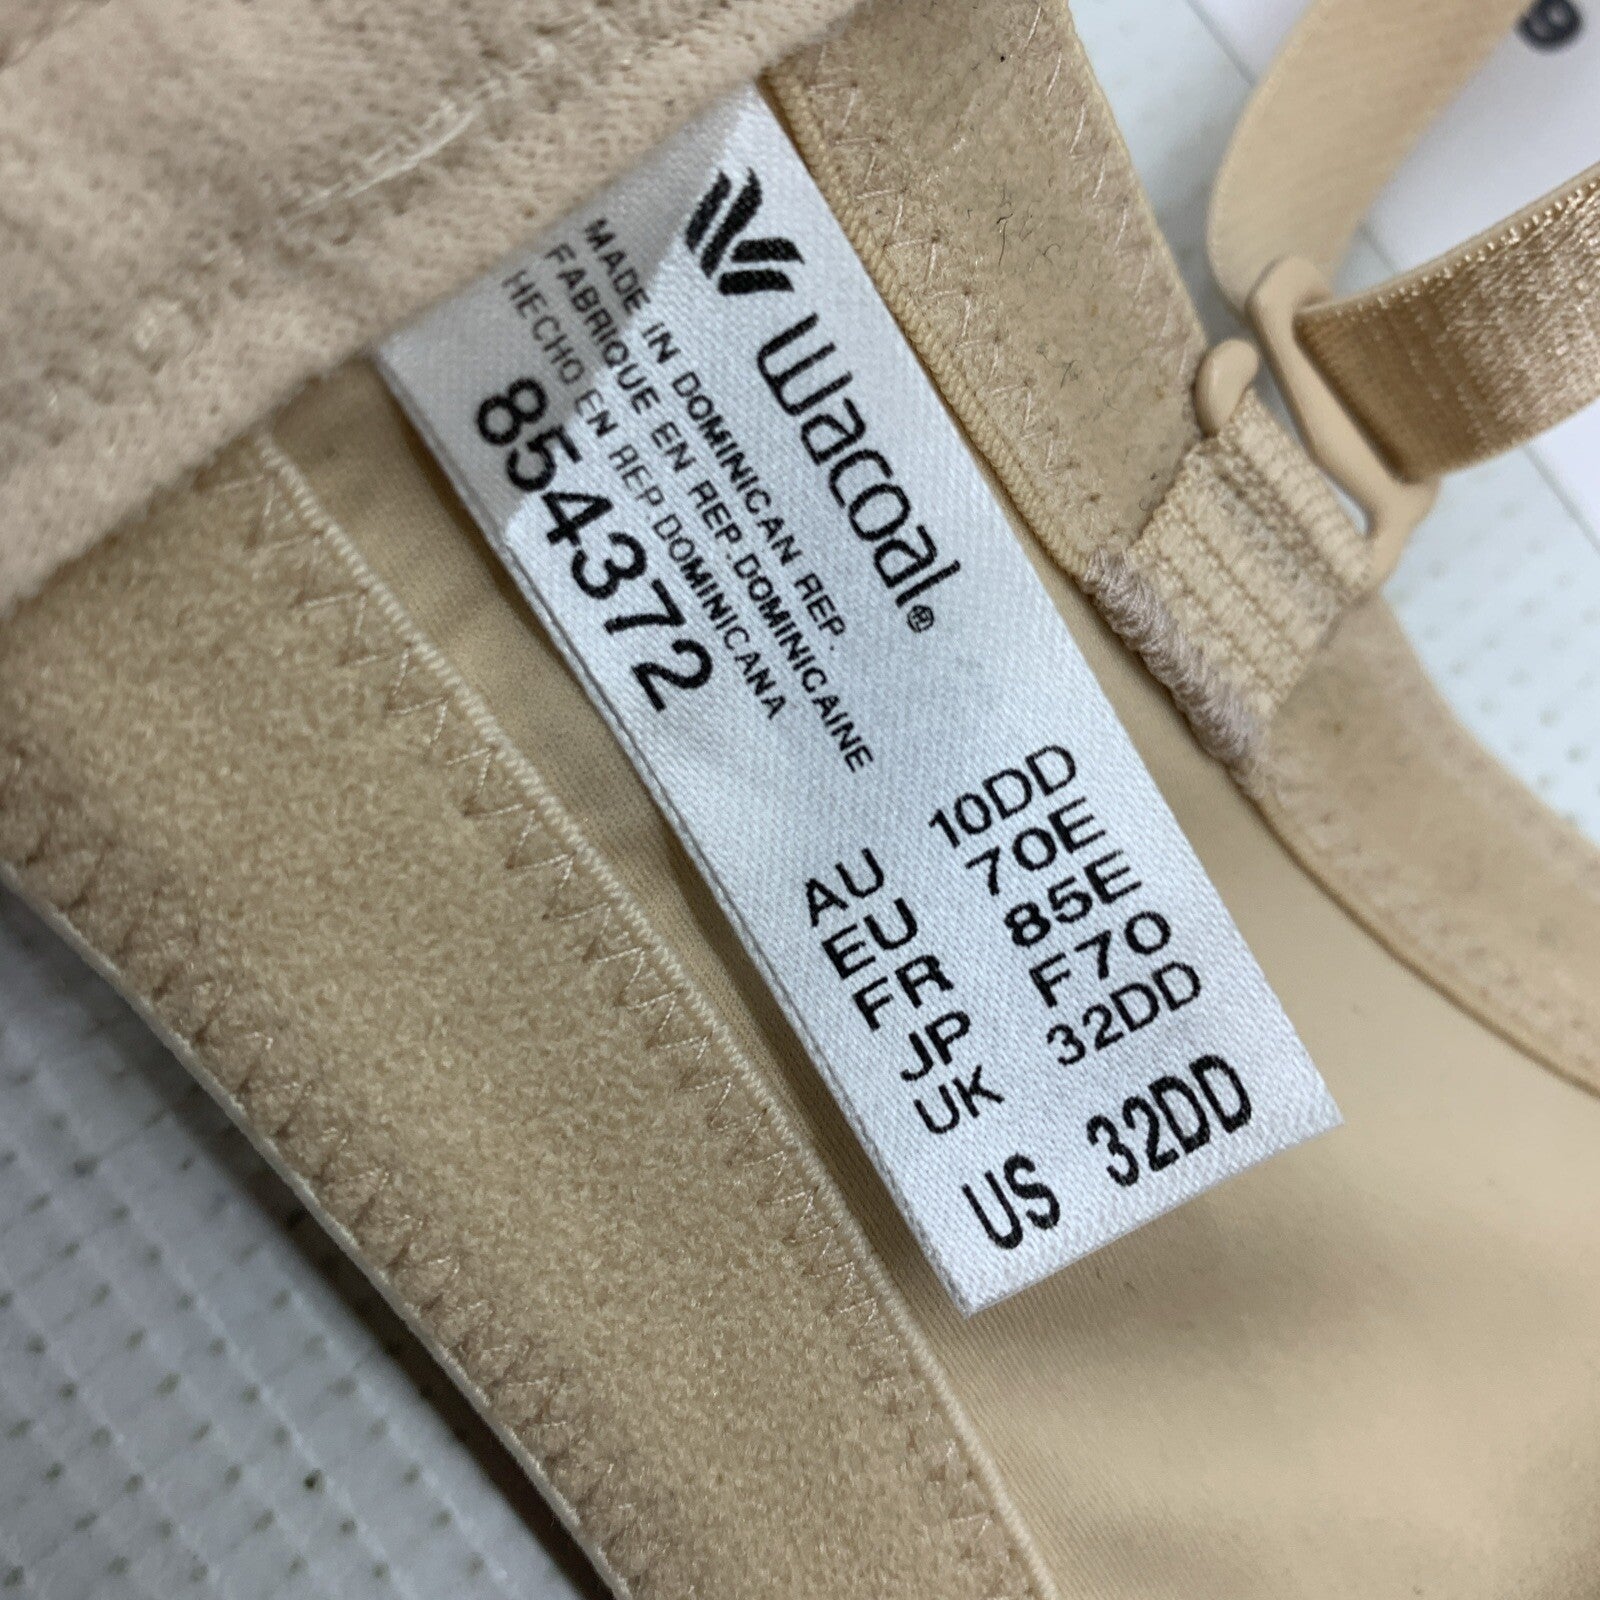 Wacoal®
MADE IN DOMINICAN REP.
FABRIQUE EN REP.DOMINICAINE
HECHO EN REP DOMINICANA
854372
AU 10DD
EU 70E
F R 85E
JP F70
UK 32DD
US 32DD